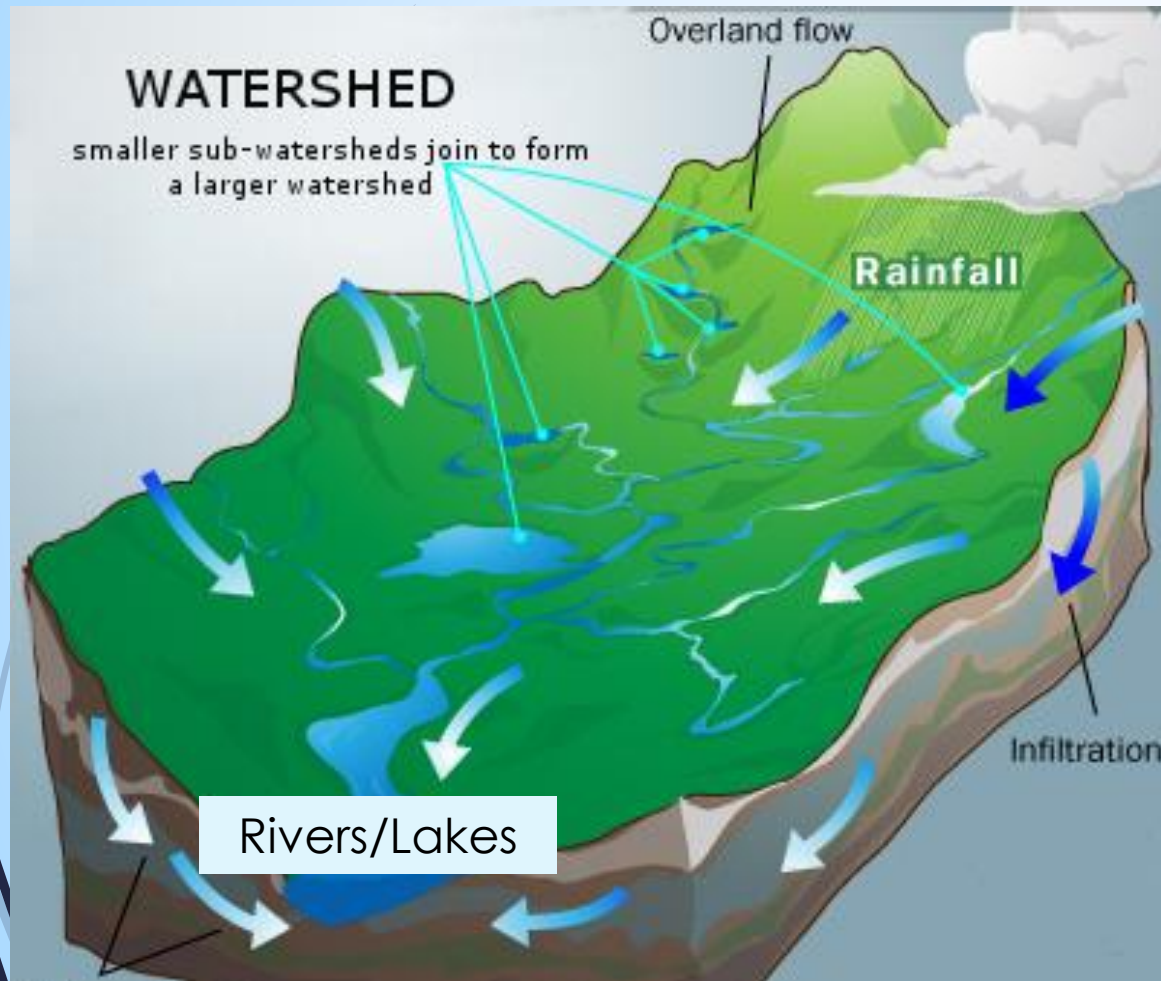 Overland flow
WATERSHED
smaller sub-watersheds join to form
a larger watershed
Rainfall
Infiltration
Rivers/Lakes